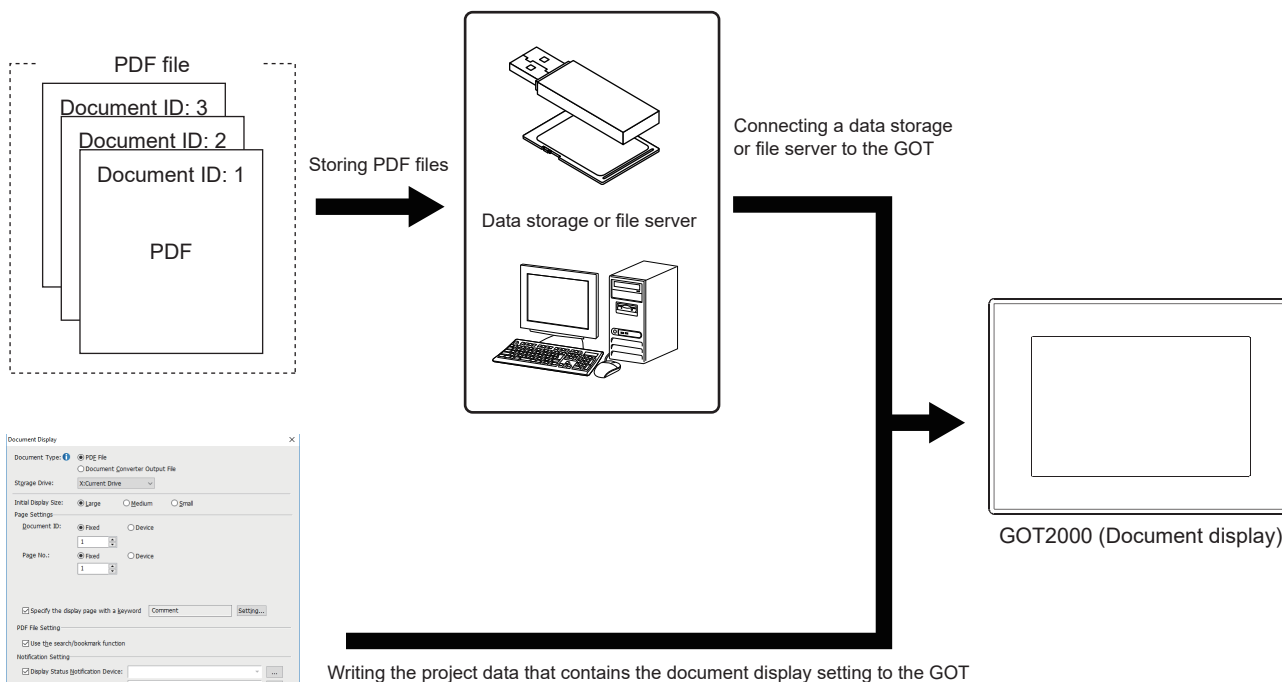 PDF file
Document ID: 3
Document ID: 2
Document ID: 1
PDF
Storing PDF files
Data storage or file server
Connecting a data storage
or file server to the GOT
GOT2000 (Document display)
Document Display
Document Type: PDF File
Document Converter Output File
Storage Drive: X:Current Drive
Initial Display Size: Large Medium Small
Page Settings
Document ID: Fixed Device
1
Page No.: Fixed Device
1
Specify the display page with a keyword Comment Setting...
PDF File Setting
Use the search/bookmark function
Notification Setting
Display Status Notification Device: ...
Writing the project data that contains the document display setting to the GOT